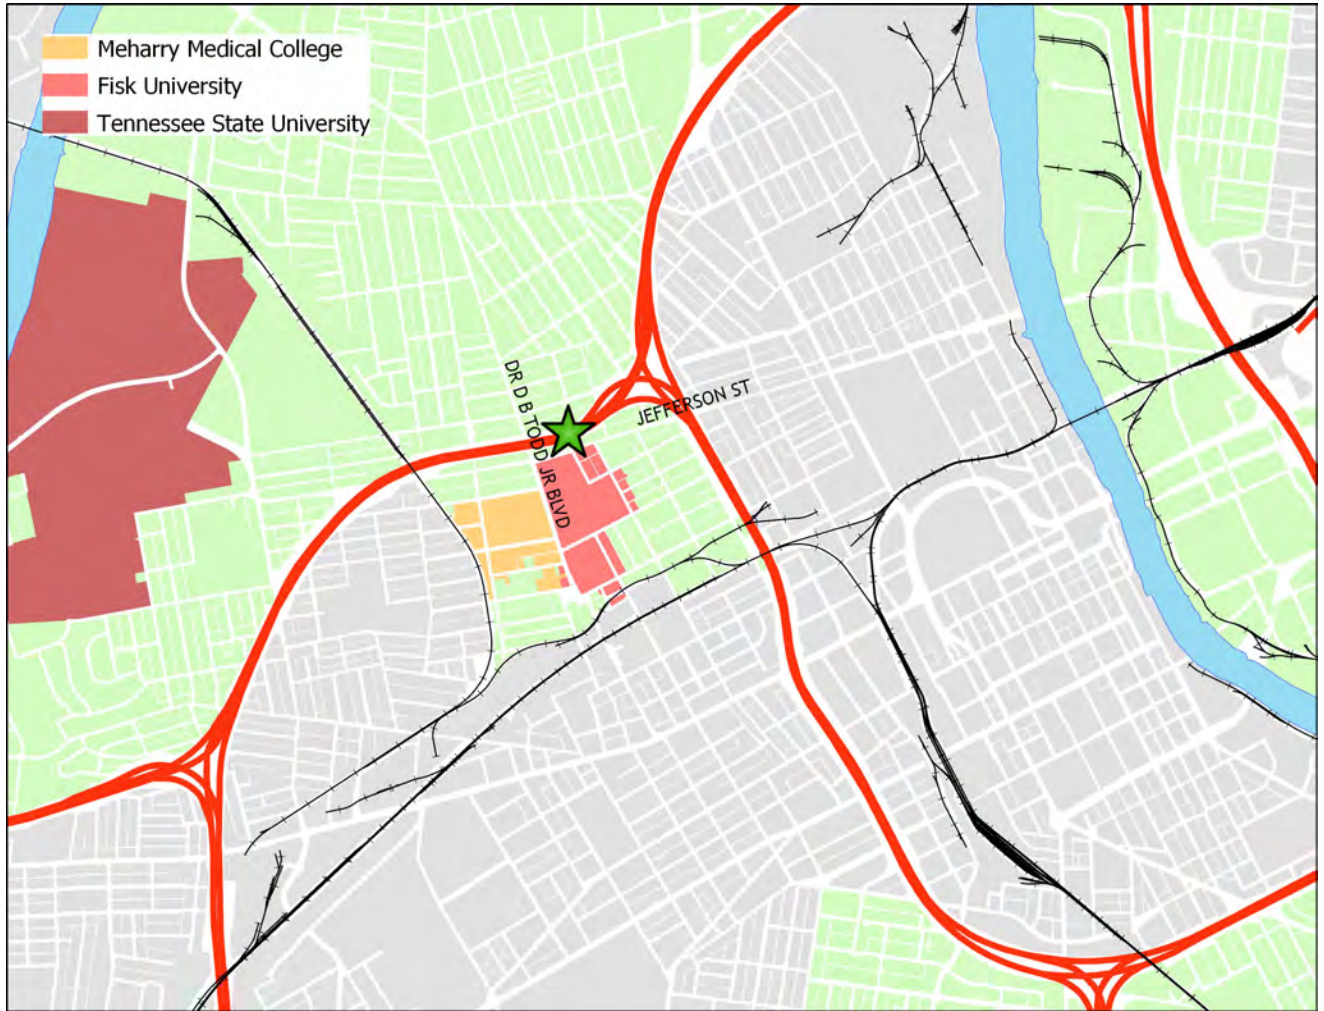 Meharry Medical College
Fisk University
Tennessee State University
DR D B TODD JR BLVD
JEFFERSON ST